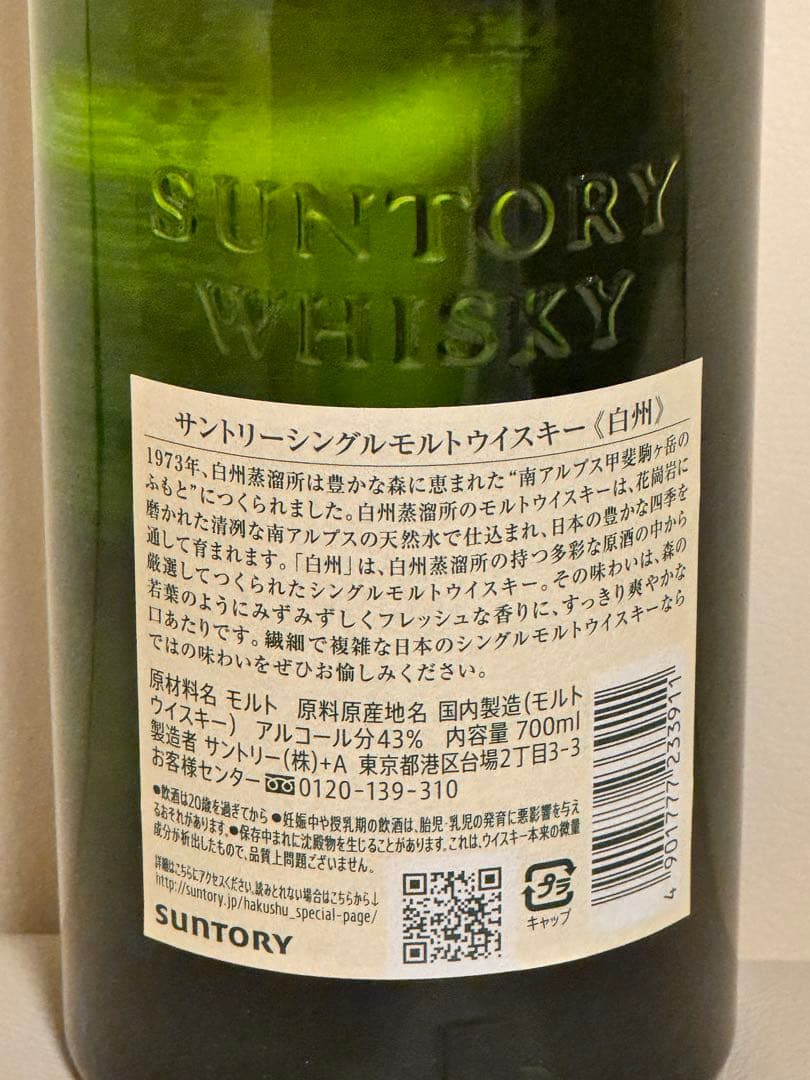 SUNTORY
WHISKY
サントリーシングルモルトウイスキー《白州》
1973年、白州蒸溜所は豊かな森に恵まれた“南アルプス甲斐駒ヶ岳の
ふもと”につくられました。白州蒸溜所のモルトウイスキーは、花崗岩に
磨かれた清冽な南アルプスの天然水で仕込まれ、日本の豊かな四季を
通して育まれます。「白州」は、白州蒸溜所の持つ多彩な原酒の中から
厳選してつくられたシングルモルトウイスキー。その味わいは、森の
若葉のようにみずみずしくフレッシュな香りに、すっきり爽やかな
口あたりです。繊細で複雑な日本のシングルモルトウイスキーなら
ではの味わいをぜひお愉しみください。
原材料名 モルト 原料原産地名 国内製造(モルト
ウイスキー) アルコール分43% 内容量 700ml
製造者 サントリー(株)+A 東京都港区台場2丁目3-3
お客様センター 0120-139-310
●飲酒は20歳を過ぎてから ●妊娠中や授乳期の飲酒は、胎児・乳児の発育に悪影響を与え
るおそれがあります。●保存中まれに沈殿物を生じることがあります。これは、ウイスキー本来の微量
成分が析出したもので、品質上問題ございません。
詳細はこちらにアクセスください。読みとれない場合はこちらから↓
http://suntory.jp/hakushu_special-page/
SUNTORY
プラ
キャップ
4 901777 233911